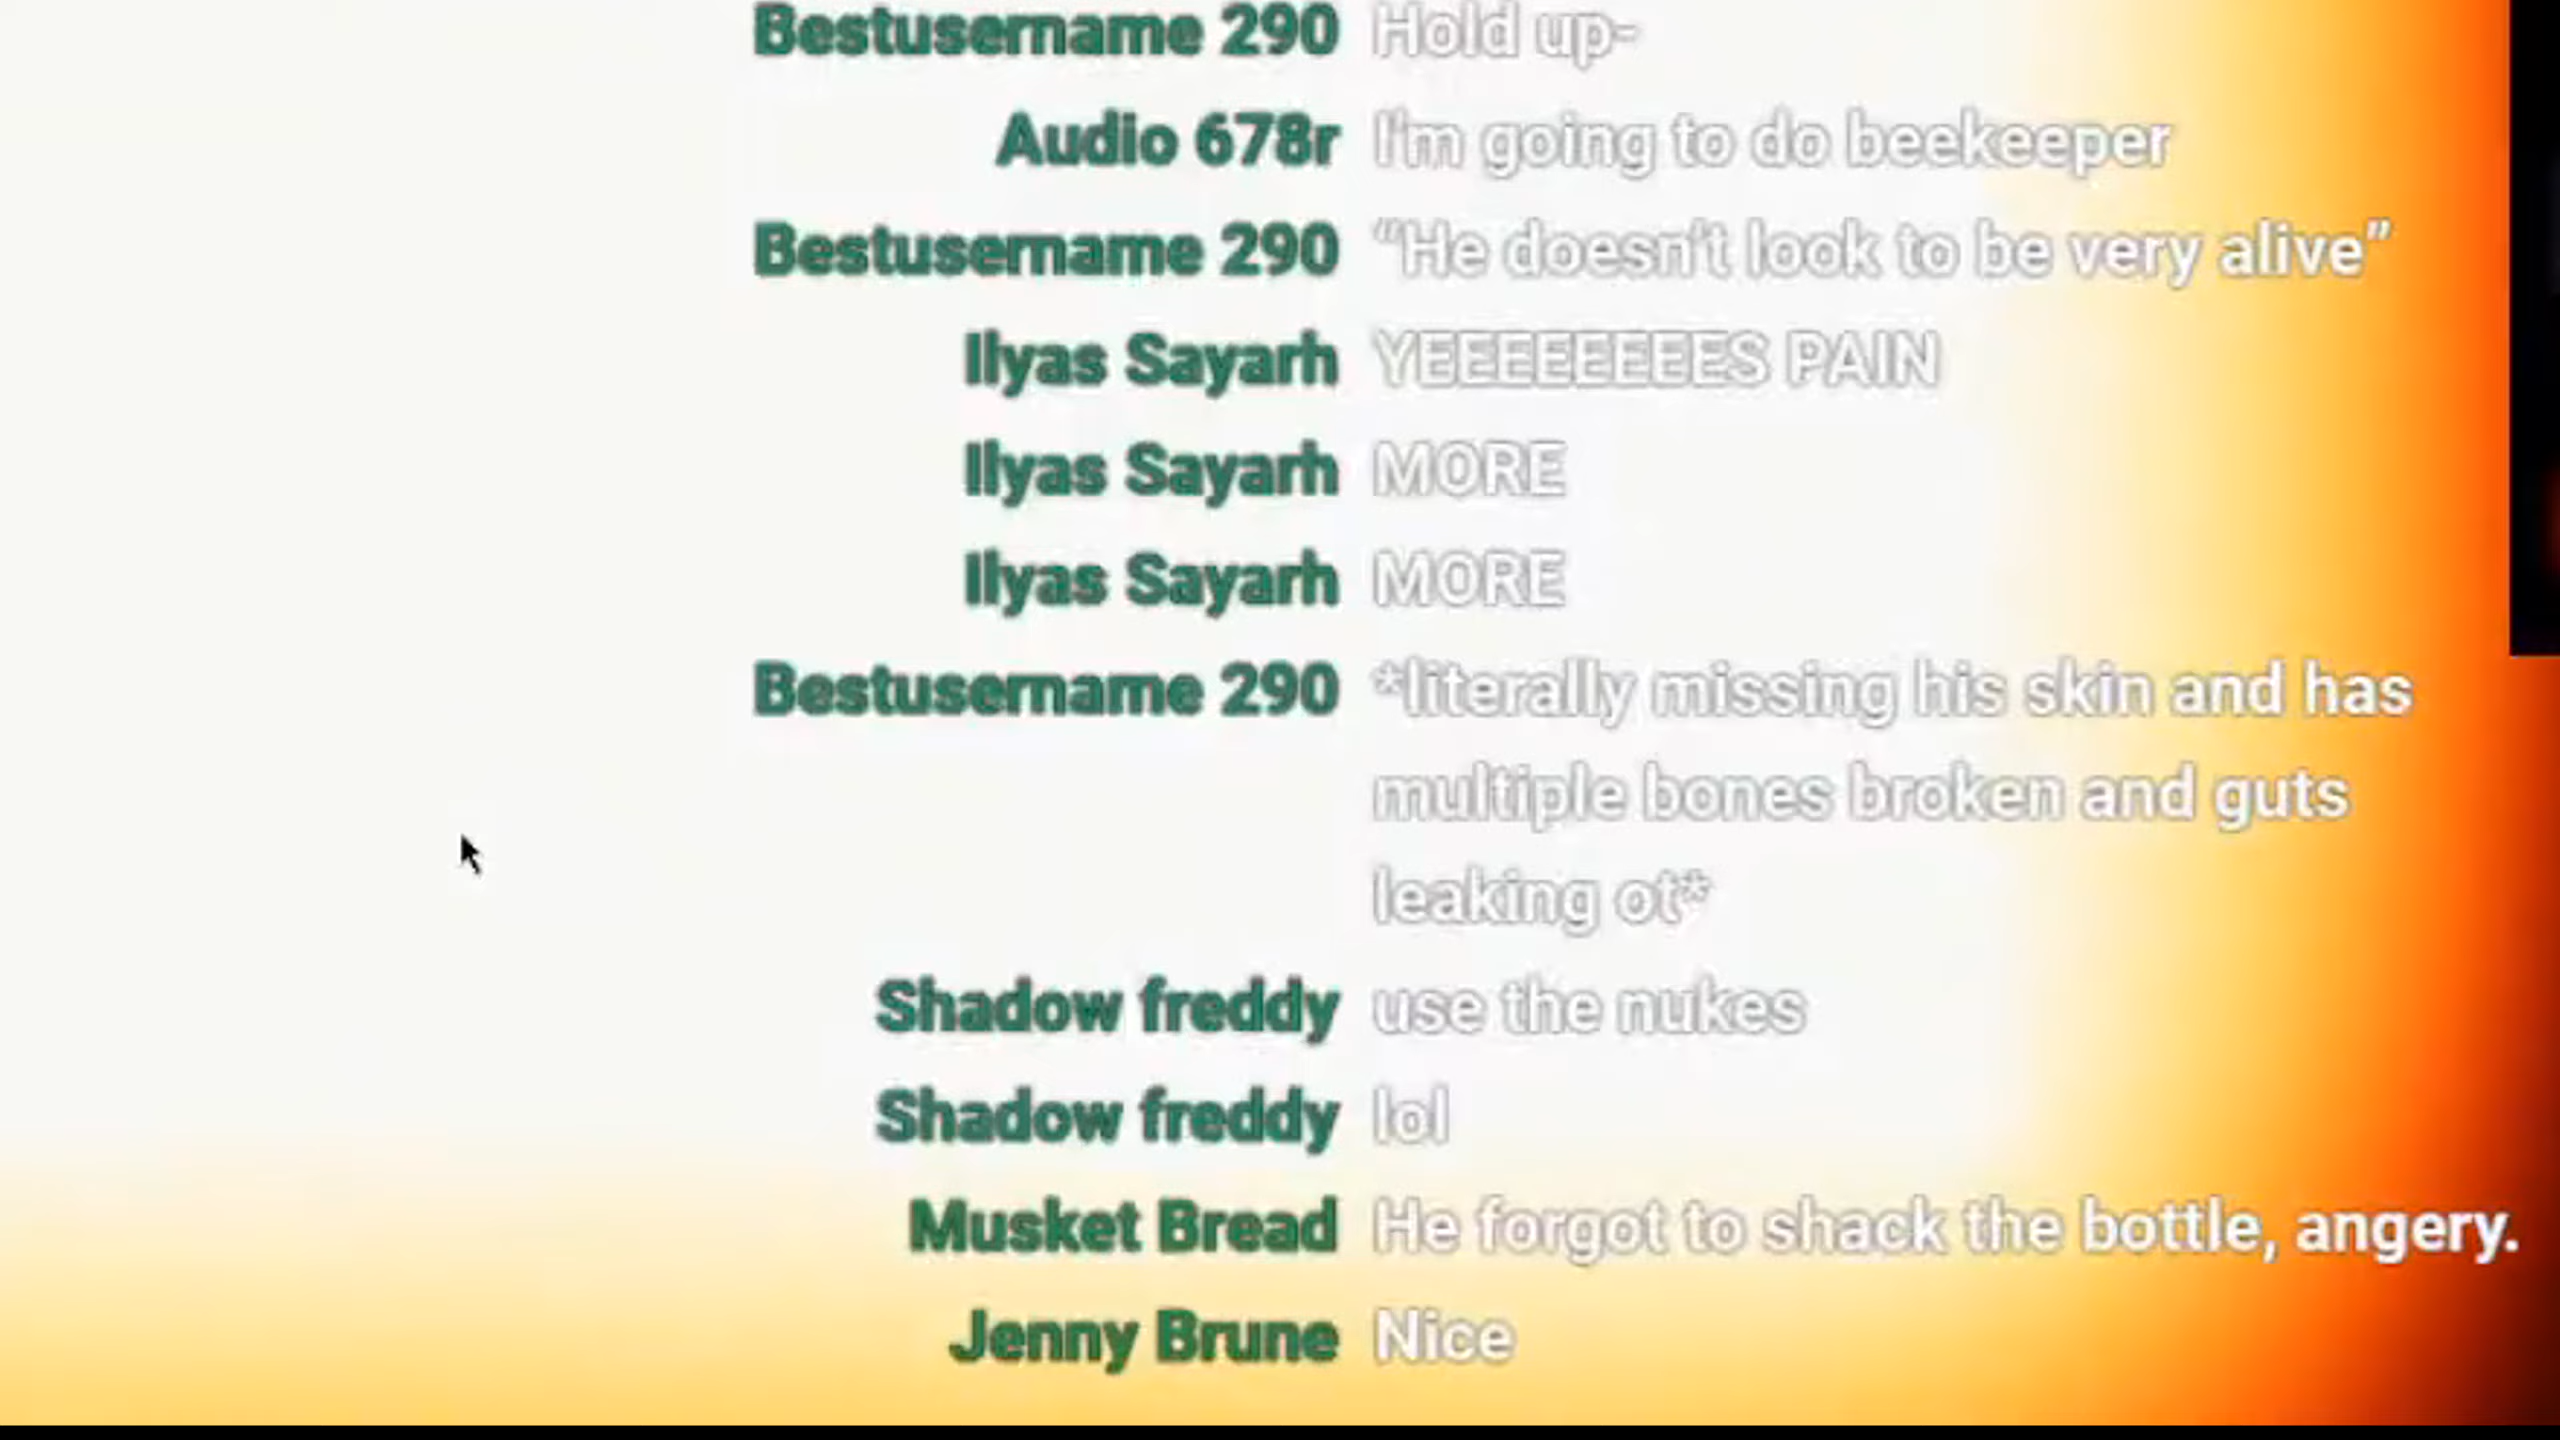 Bestusername 290 Hold up-
Audio 678r I'm going to do beekeeper
Bestusername 290 “He doesn't look to be very alive”
Ilyas Sayarh YEEEEEEEEES PAIN
Ilyas Sayarh MORE
Ilyas Sayarh MORE
Bestusername 290 *literally missing his skin and has
multiple bones broken and guts
leaking ot*
Shadow freddy use the nukes
Shadow freddy lol
Musket Bread He forgot to shack the bottle, angery.
Jenny Brune Nice